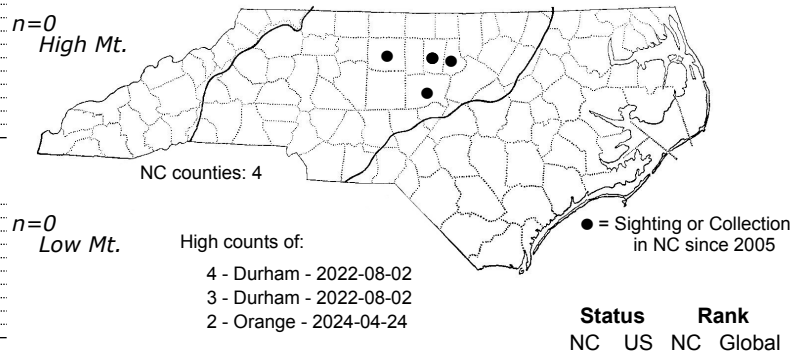 n=0
High Mt.
NC counties: 4
n=0
Low Mt.
High counts of:
4 - Durham - 2022-08-02
3 - Durham - 2022-08-02
2 - Orange - 2024-04-24
● = Sighting or Collection
in NC since 2005
Status Rank
NC US NC Global